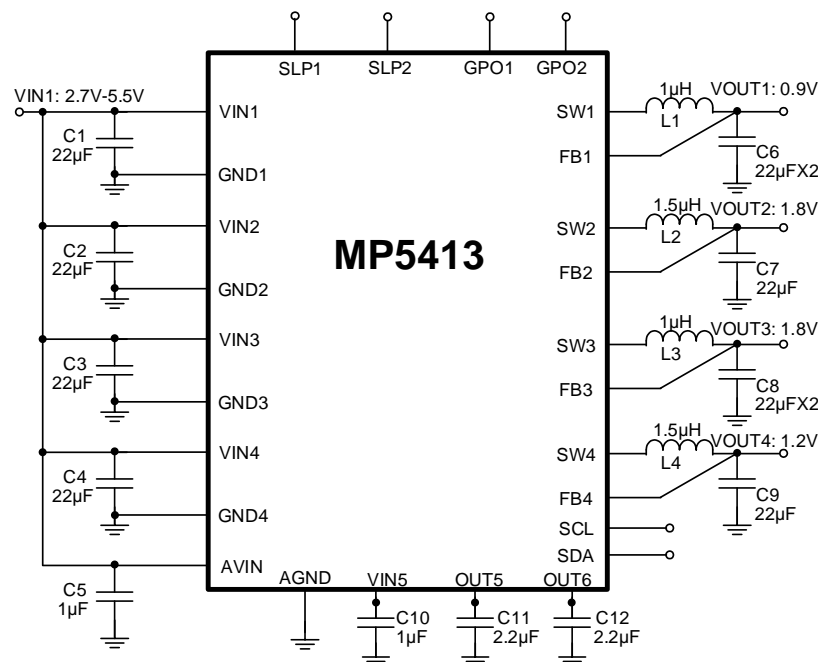 SLP1
SLP2
GPO1
GPO2
VIN1: 2.7V-5.5V
VIN1
C1
22µF
GND1
VIN2
C2
22µF
GND2
VIN3
C3
22µF
GND3
VIN4
C4
22µF
GND4
AVIN
C5
1µF
MP5413
SW1
1µH
L1
VOUT1: 0.9V
FB1
C6
22µFX2
SW2
1.5µH
L2
VOUT2: 1.8V
FB2
C7
22µF
SW3
1µH
L3
VOUT3: 1.8V
FB3
C8
22µFX2
SW4
1.5µH
L4
VOUT4: 1.2V
FB4
C9
22µF
SCL
SDA
AGND
VIN5
OUT5
OUT6
C10
1µF
C11
2.2µF
C12
2.2µF